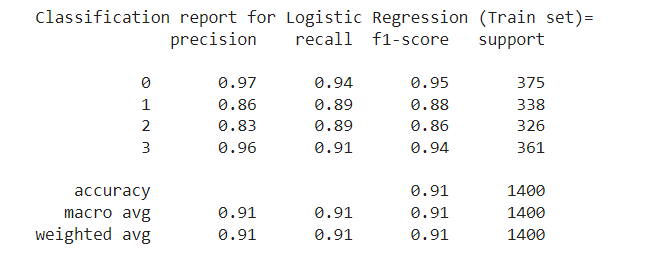 Classification report for Logistic Regression (Train set)=
precision recall f1-score support
0 0.97 0.94 0.95 375
1 0.86 0.89 0.88 338
2 0.83 0.89 0.86 326
3 0.96 0.91 0.94 361
accuracy 0.91 1400
macro avg 0.91 0.91 0.91 1400
weighted avg 0.91 0.91 0.91 1400